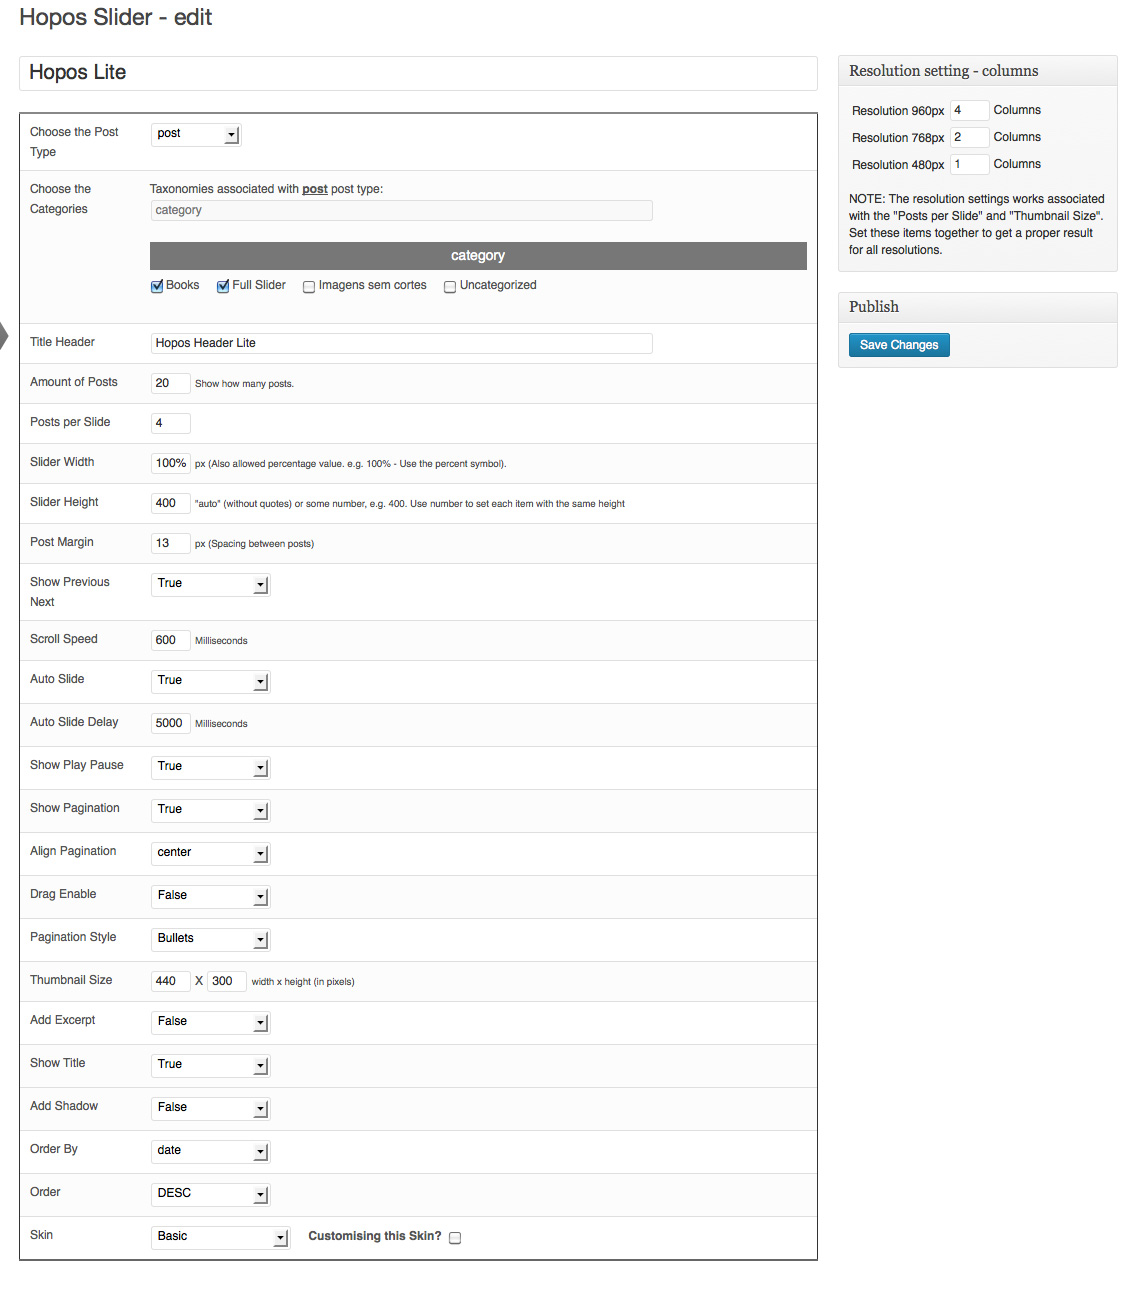 Hopos Slider - edit
Hopos Lite
Choose the Post
Type
post
Choose the
Categories
Taxonomies associated with post post type:
category
category
Books Full Slider Imagens sem cortes Uncategorized
Title Header Hopos Header Lite
Amount of Posts 20 Show how many posts.
Posts per Slide 4
Slider Width 100% px (Also allowed percentage value. e.g. 100% - Use the percent symbol).
Slider Height 400 "auto" (without quotes) or some number, e.g. 400. Use number to set each item with the same height
Post Margin 13 px (Spacing between posts)
Show Previous
Next
True
Scroll Speed 600 Milliseconds
Auto Slide True
Auto Slide Delay 5000 Milliseconds
Show Play Pause True
Show Pagination True
Align Pagination center
Drag Enable False
Pagination Style Bullets
Thumbnail Size 440 X 300 width x height (in pixels)
Add Excerpt False
Show Title True
Add Shadow False
Order By date
Order DESC
Skin Basic Customising this Skin?
Resolution setting - columns
Resolution 960px 4 Columns
Resolution 768px 2 Columns
Resolution 480px 1 Columns
NOTE: The resolution settings works associated
with the "Posts per Slide" and "Thumbnail Size".
Set these items together to get a proper result
for all resolutions.
Publish
Save Changes